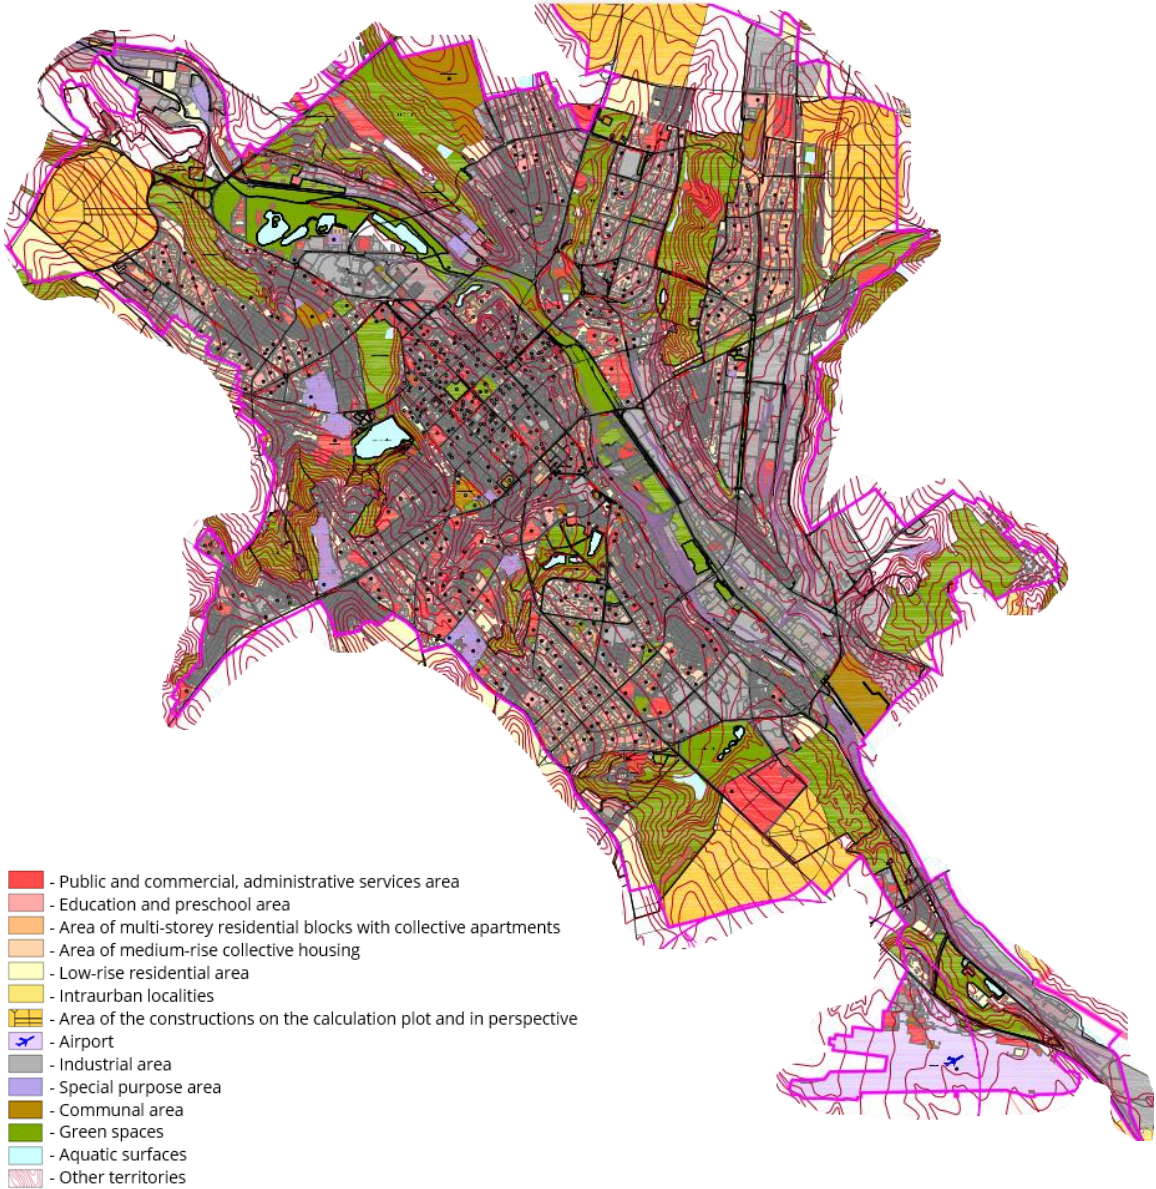 - Public and commercial, administrative services area
- Education and preschool area
- Area of multi-storey residential blocks with collective apartments
- Area of medium-rise collective housing
- Low-rise residential area
- Intraurban localities
- Area of the constructions on the calculation plot and in perspective
- Airport
- Industrial area
- Special purpose area
- Communal area
- Green spaces
- Aquatic surfaces
- Other territories